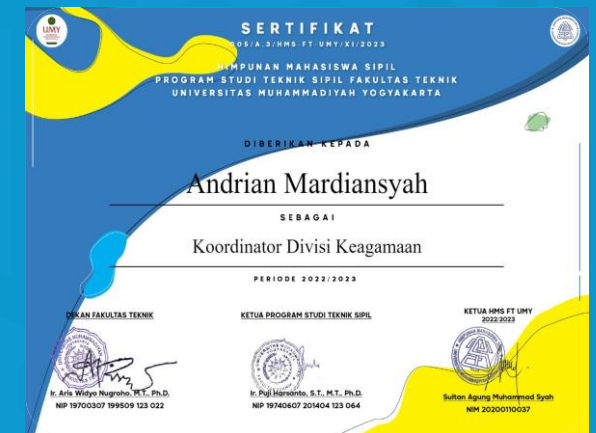 UMY
SERTIFIKAT
005/A.3/HMS-FT-UMY/XI/2023
HIMPUNAN MAHASISWA SIPIL
PROGRAM STUDI TEKNIK SIPIL FAKULTAS TEKNIK
UNIVERSITAS MUHAMMADIYAH YOGYAKARTA
DIBERIKAN KEPADA
Andrian Mardiansyah
SEBAGAI
Koordinator Divisi Keagamaan
PERIODE 2022/2023
DEKAN FAKULTAS TEKNIK
Ir. Aris Widyo Nugroho, M.T., Ph.D.
NIP 19700307 199509 123 022
KETUA PROGRAM STUDI TEKNIK SIPIL
Ir. Puji Harsanto, S.T., M.T., Ph.D.
NIP 19740607 201404 123 064
KETUA HMS FT UMY
2022/2023
Sultan Agung Muhammad Syah
NIM 20200110037